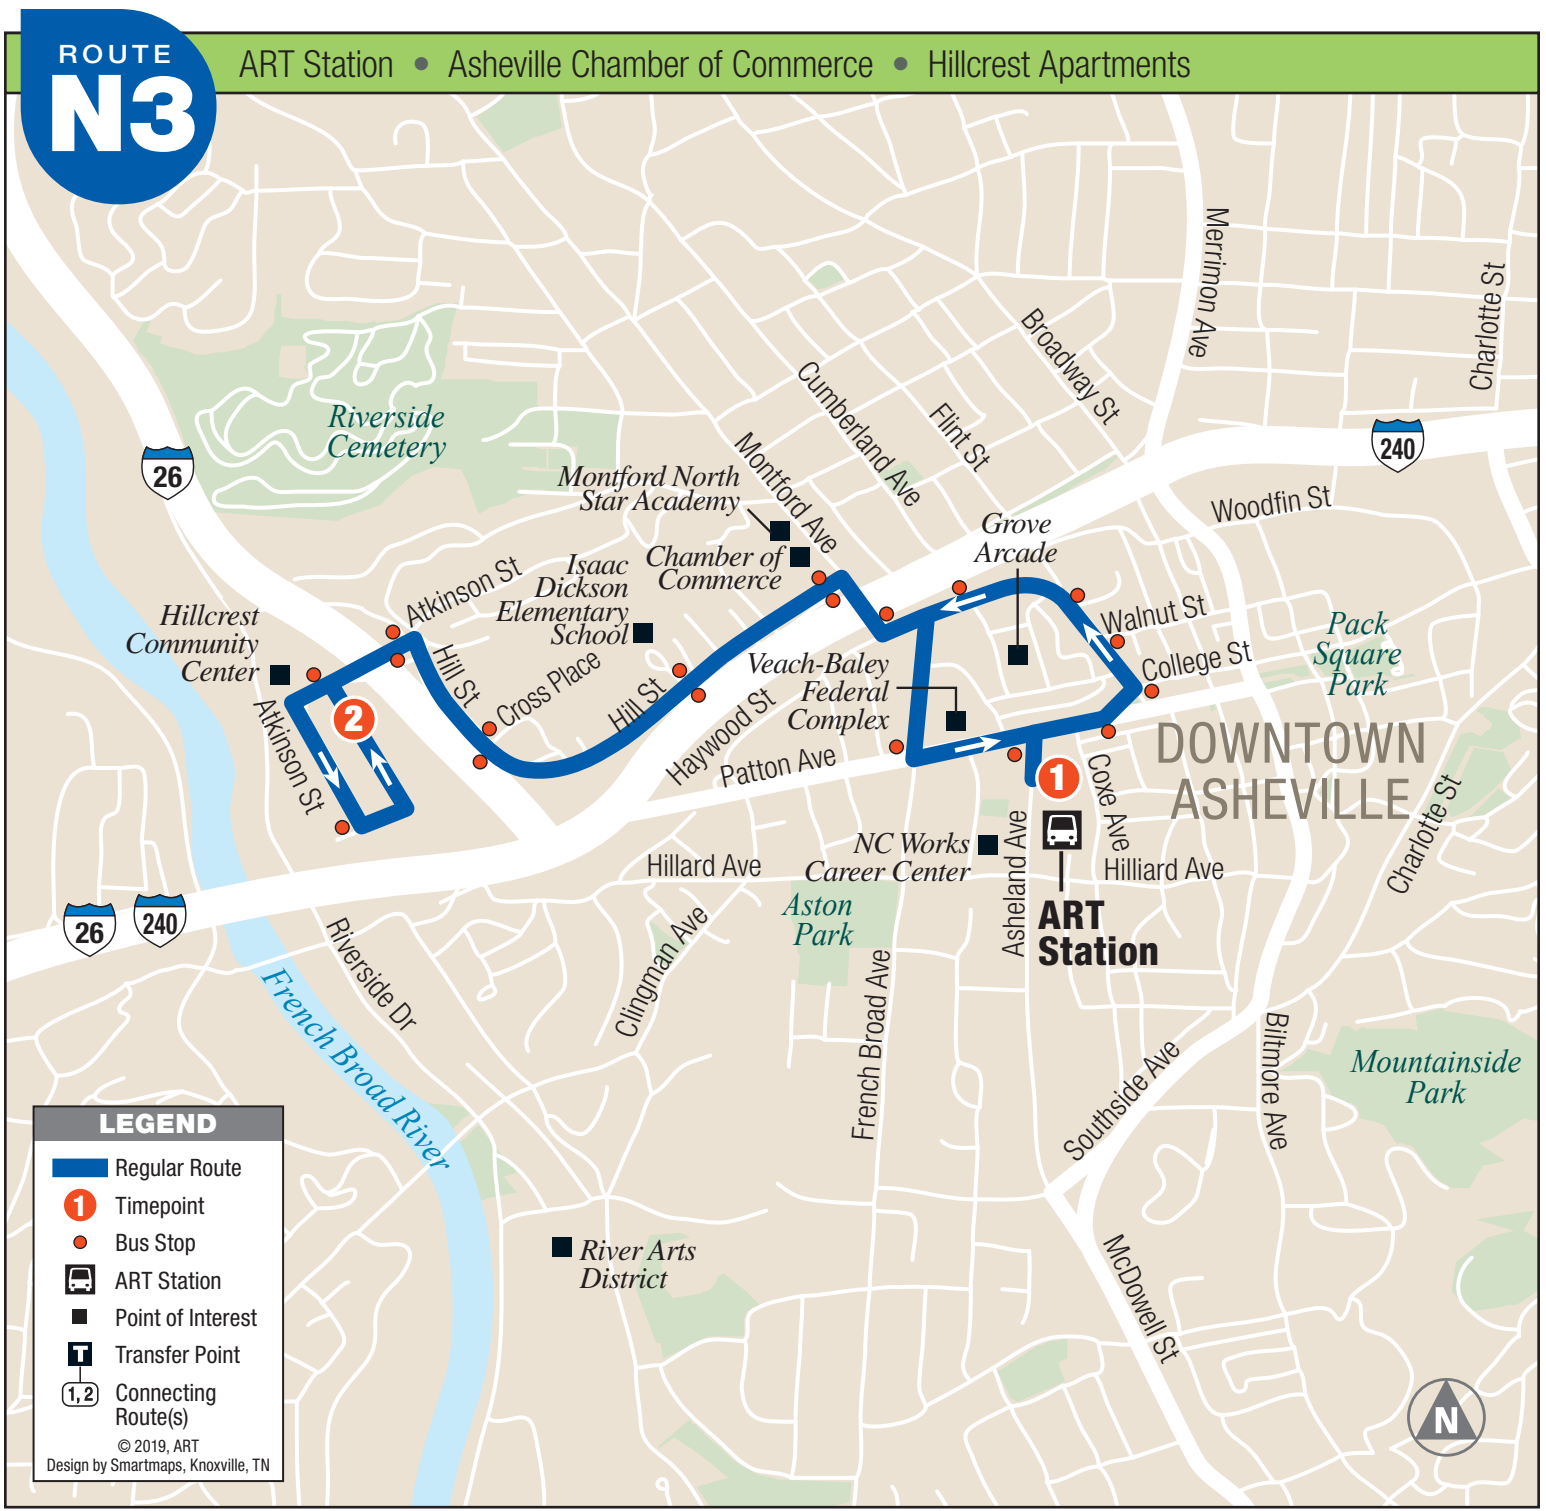 ROUTE
N3
ART Station • Asheville Chamber of Commerce • Hillcrest Apartments
Merrimon Ave
Charlotte St
Broadway St
Cumberland Ave
Flint St
Riverside
Cemetery
26
240
Montford Ave
Montford North
Star Academy
Woodfin St
Grove
Arcade
Chamber of
Commerce
Isaac
Dickson
Elementary
School
Atkinson St
Hillcrest
Community
Center
Walnut St
Pack
Square
Park
College St
Hill St
Cross Place
Hill St
Veach-Baley
Federal
Complex
Haywood St
Patton Ave
Atkinson St
2
1
DOWNTOWN
ASHEVILLE
Coxe Ave
Charlotte St
NC Works
Career Center
Asheland Ave
Hillard Ave
Hilliard Ave
ART
Station
Aston
Park
26
240
Riverside Dr
Clingman Ave
French Broad Ave
French Broad River
Biltmore Ave
Southside Ave
Mountainside
Park
McDowell St
River Arts
District
LEGEND
Regular Route
1 Timepoint
Bus Stop
ART Station
Point of Interest
T Transfer Point
1, 2 Connecting
Route(s)
© 2019, ART
Design by Smartmaps, Knoxville, TN
N